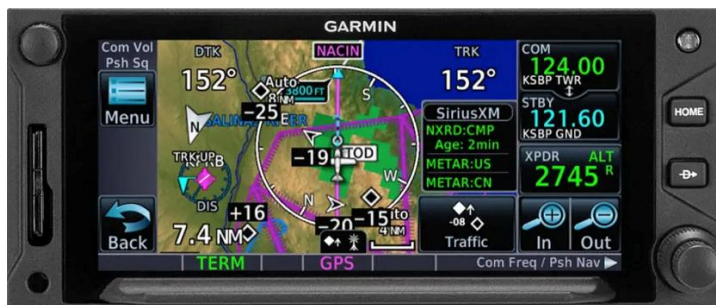 GARMIN
Com Vol
Psh Sq
Menu
Back
DTK
152°
NACIN
TRK
152°
Auto
8 NM
3800 FT
-25
E
S
N
TRK UP
-19
TOD
W
N
DIS
7.4 NM
+16
-20
-15
4 NM
TERM
GPS
SiriusXM
NXRD:CMP
Age: 2min
METAR:US
METAR:CN
-08
Traffic
COM
124.00
KSBP TWR
STBY
121.60
KSBP GND
XPDR
ALT
2745
R
In
Out
Com Freq / Psh Nav
HOME
D